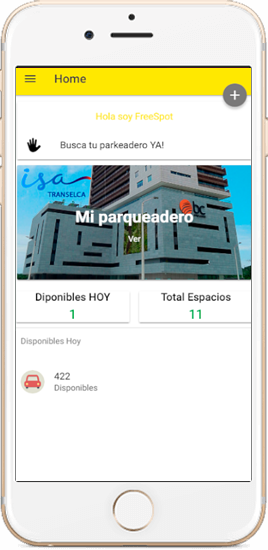 Home
+
Hola soy FreeSpot
Busca tu parkeadero YA!
isa
TRANSELCA
Mi parqueadero
Ver
Diponibles HOY
Total Espacios
1
11
Disponibles Hoy
422
Disponibles